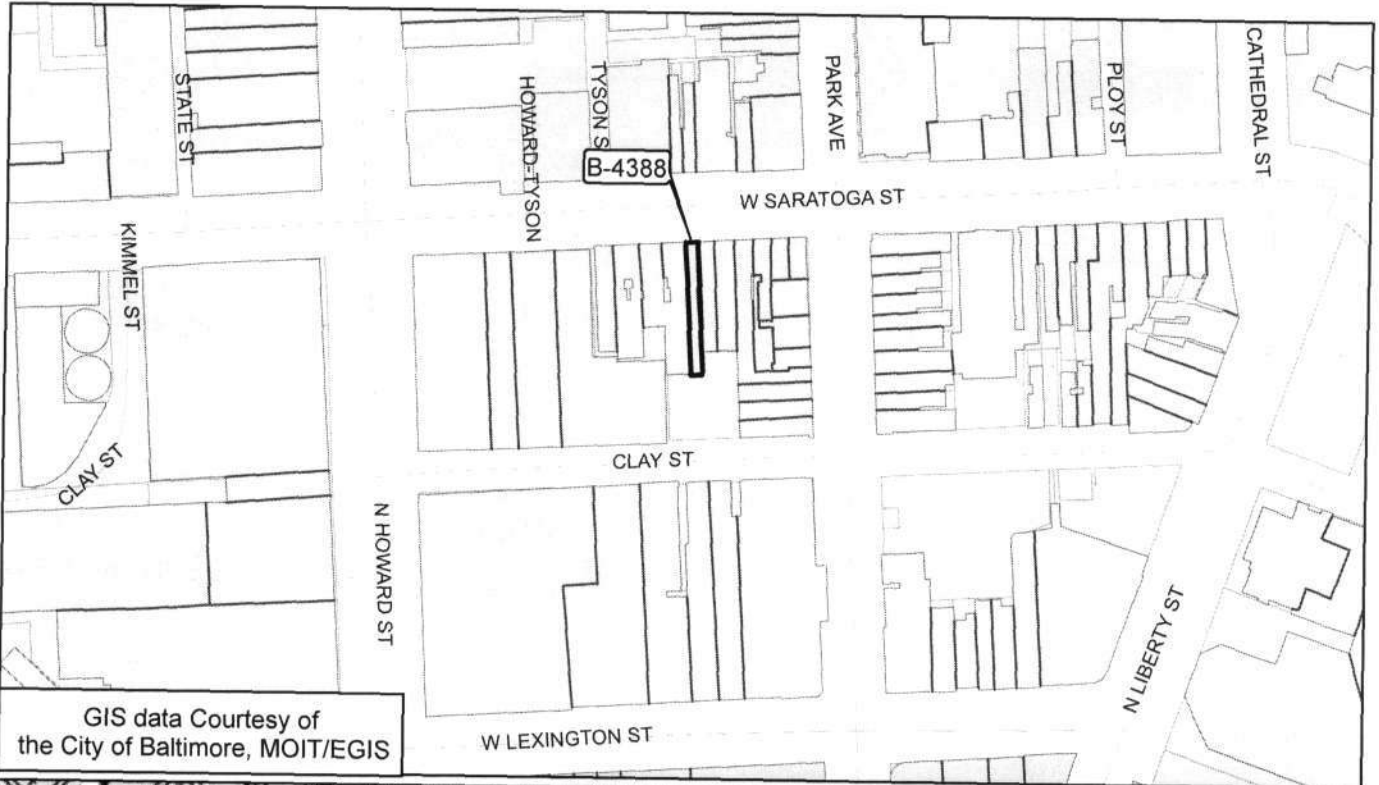 STATE ST
HOWARD-TYSON
TYSON S
PARK AVE
PLOY ST
CATHEDRAL ST
B-4388
W SARATOGA ST
KIMMEL ST
CLAY ST
CLAY ST
N HOWARD ST
N LIBERTY ST
W LEXINGTON ST
GIS data Courtesy of
the City of Baltimore, MOIT/EGIS